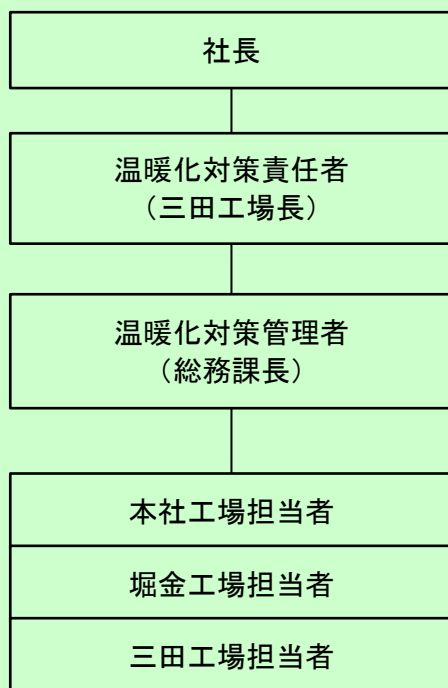 社長
温暖化対策責任者
（三田工場長）
温暖化対策管理者
（総務課長）
本社工場担当者
堀金工場担当者
三田工場担当者